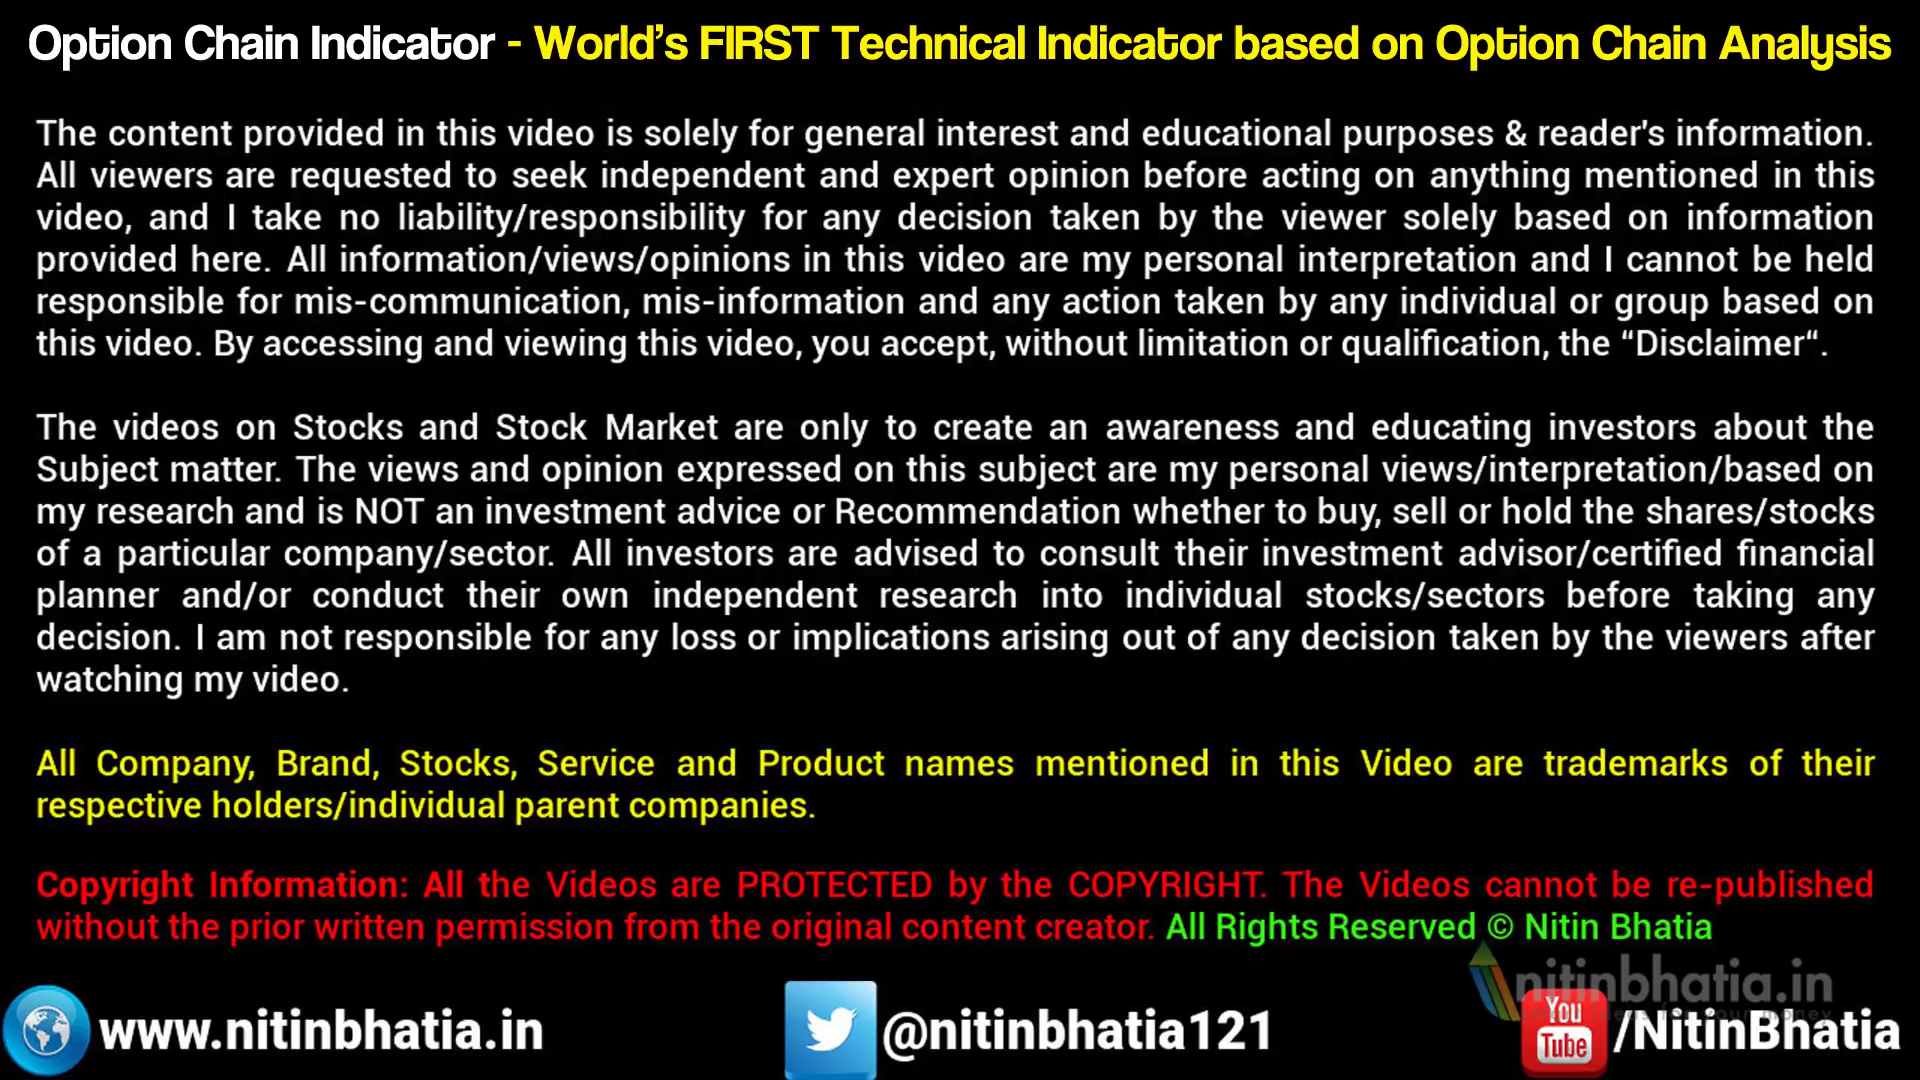 Option Chain Indicator - World's FIRST Technical Indicator based on Option Chain Analysis
The content provided in this video is solely for general interest and educational purposes & reader's information.
All viewers are requested to seek independent and expert opinion before acting on anything mentioned in this
video, and I take no liability/responsibility for any decision taken by the viewer solely based on information
provided here. All information/views/opinions in this video are my personal interpretation and I cannot be held
responsible for mis-communication, mis-information and any action taken by any individual or group based on
this video. By accessing and viewing this video, you accept, without limitation or qualification, the “Disclaimer“.
The videos on Stocks and Stock Market are only to create an awareness and educating investors about the
Subject matter. The views and opinion expressed on this subject are my personal views/interpretation/based on
my research and is NOT an investment advice or Recommendation whether to buy, sell or hold the shares/stocks
of a particular company/sector. All investors are advised to consult their investment advisor/certified financial
planner and/or conduct their own independent research into individual stocks/sectors before taking any
decision. I am not responsible for any loss or implications arising out of any decision taken by the viewers after
watching my video.
All Company, Brand, Stocks, Service and Product names mentioned in this Video are trademarks of their
respective holders/individual parent companies.
Copyright Information: All the Videos are PROTECTED by the COPYRIGHT. The Videos cannot be re-published
without the prior written permission from the original content creator. All Rights Reserved © Nitin Bhatia
nitinbhatia.in
www.nitinbhatia.in
@nitinbhatia121
You Tube /NitinBhatia